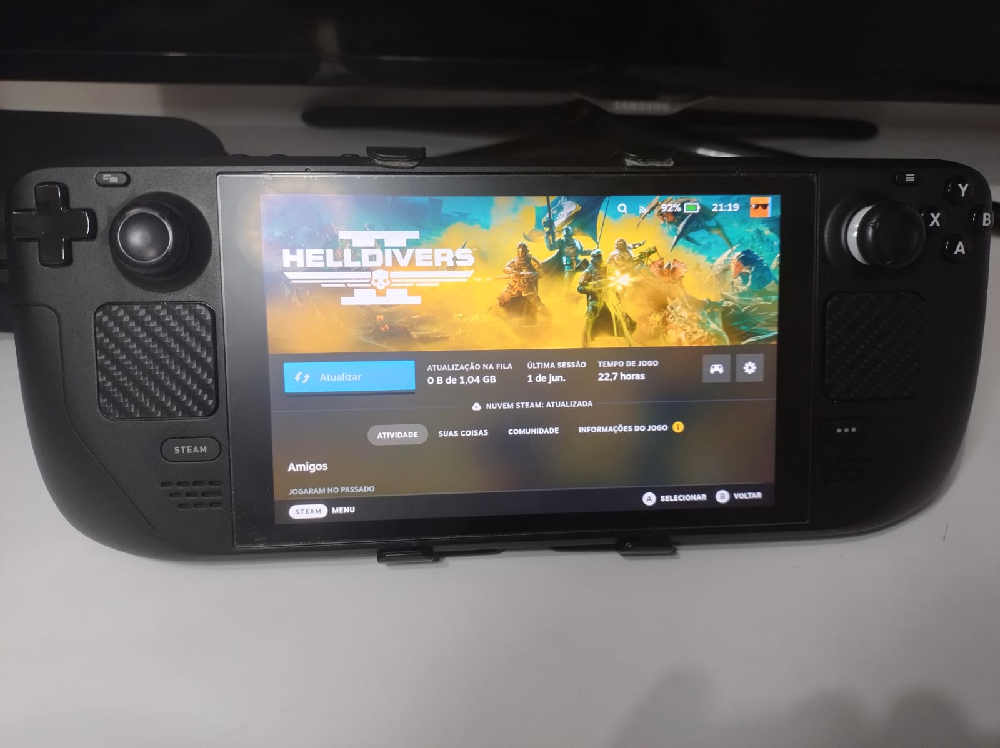 SAMSUNG
92% 21:19
HELLDIVERS
II
Y
X
B
A
Atualizar
ATUALIZAÇÃO NA FILA
0 B de 1,04 GB
ÚLTIMA SESSÃO
1 de jun.
TEMPO DE JOGO
22,7 horas
NUVEM STEAM: ATUALIZADA
ATIVIDADE
SUAS COISAS
COMUNIDADE
INFORMAÇÕES DO JOGO
Amigos
JOGARAM NO PASSADO
STEAM MENU
A SELECIONAR B VOLTAR
STEAM